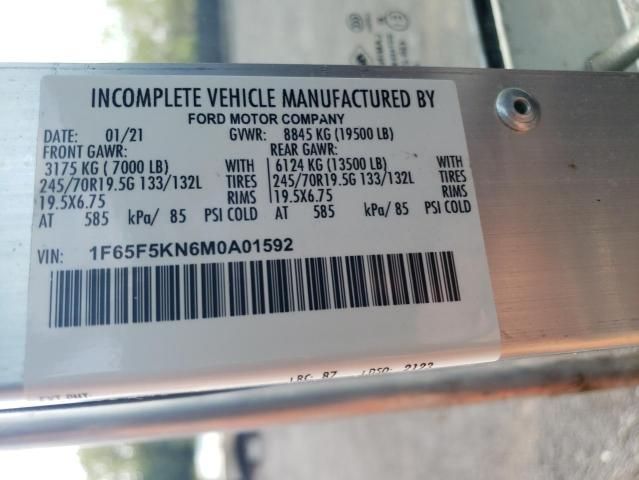 INCOMPLETE VEHICLE MANUFACTURED BY
FORD MOTOR COMPANY
DATE: 01/21 GVWR: 8845 KG (19500 LB)
FRONT GAWR: REAR GAWR:
3175 KG ( 7000 LB) WITH 6124 KG (13500 LB) WITH
245/70R19.5G 133/132L TIRES 245/70R19.5G 133/132L TIRES
19.5X6.75 RIMS 19.5X6.75 RIMS
AT 585 kPa/ 85 PSI COLD AT 585 kPa/ 85 PSI COLD
VIN: 1F65F5KN6M0A01592